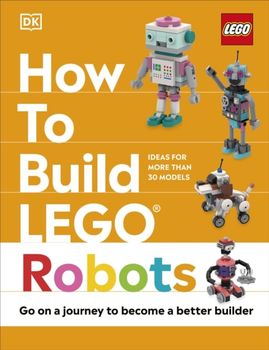 DK
LEGO
How
To
Build
LEGO®
Robots
IDEAS FOR
MORE THAN
30 MODELS
Go on a journey to become a better builder